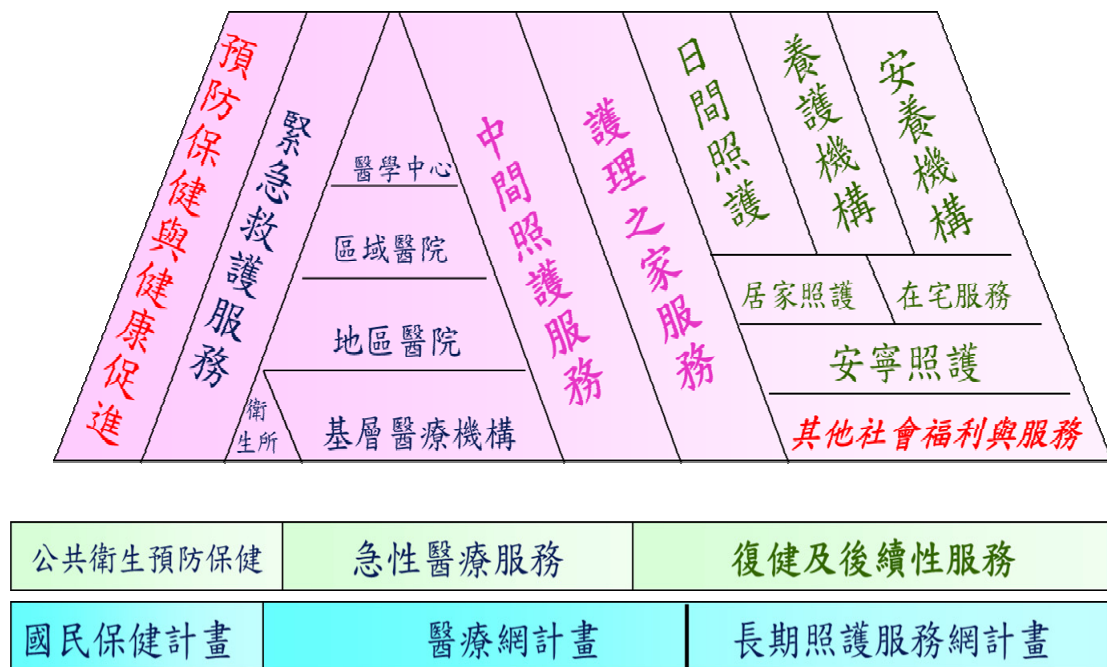 預防保健與健康促進
緊急救護服務
醫學中心
區域醫院
地區醫院
衛
生所
基層醫療機構
中間照護服務
護理之家服務
日間照護
養護機構
安養機構
居家照護
在宅服務
安寧照護
其他社會福利與服務
公共衛生預防保健
急性醫療服務
復健及後續性服務
國民保健計畫
醫療網計畫
長期照護服務網計畫